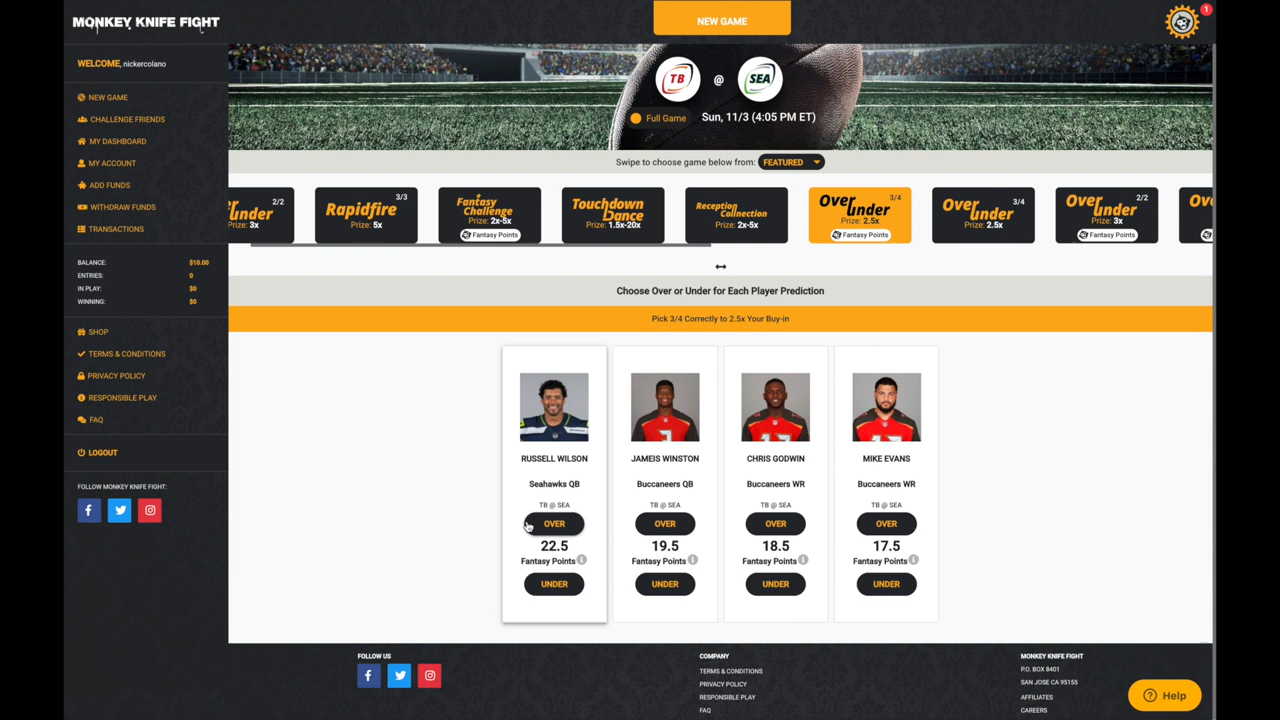 MONKEY KNIFE FIGHT
NEW GAME
1
WELCOME, nickercolano
NEW GAME
CHALLENGE FRIENDS
MY DASHBOARD
MY ACCOUNT
ADD FUNDS
WITHDRAW FUNDS
TRANSACTIONS
BALANCE: $10.00
ENTRIES: 0
IN PLAY: $0
WINNING: $0
SHOP
TERMS & CONDITIONS
PRIVACY POLICY
RESPONSIBLE PLAY
FAQ
LOGOUT
FOLLOW MONKEY KNIFE FIGHT:
TB @ SEA
Full Game Sun, 11/3 (4:05 PM ET)
Swipe to choose game below from: FEATURED
2/2
under
Prize: 3x
3/3
Rapidfire
Prize: 5x
Fantasy Challenge
Prize: 2x-5x
Fantasy Points
Touchdown Dance
Prize: 1.5x-20x
Reception Connection
Prize: 2x-5x
3/4
Over under
Prize: 2.5x
Fantasy Points
3/4
Over under
Prize: 2.5x
2/2
Over under
Prize: 3x
Fantasy Points
Choose Over or Under for Each Player Prediction
Pick 3/4 Correctly to 2.5x Your Buy-in
RUSSELL WILSON
Seahawks QB
TB @ SEA
OVER
22.5
Fantasy Points
UNDER
JAMEIS WINSTON
Buccaneers QB
TB @ SEA
OVER
19.5
Fantasy Points
UNDER
CHRIS GODWIN
Buccaneers WR
TB @ SEA
OVER
18.5
Fantasy Points
UNDER
MIKE EVANS
Buccaneers WR
TB @ SEA
OVER
17.5
Fantasy Points
UNDER
FOLLOW US
COMPANY
TERMS & CONDITIONS
PRIVACY POLICY
RESPONSIBLE PLAY
FAQ
MONKEY KNIFE FIGHT
P.O. BOX 8401
SAN JOSE CA 95155
AFFILIATES
CAREERS
Help